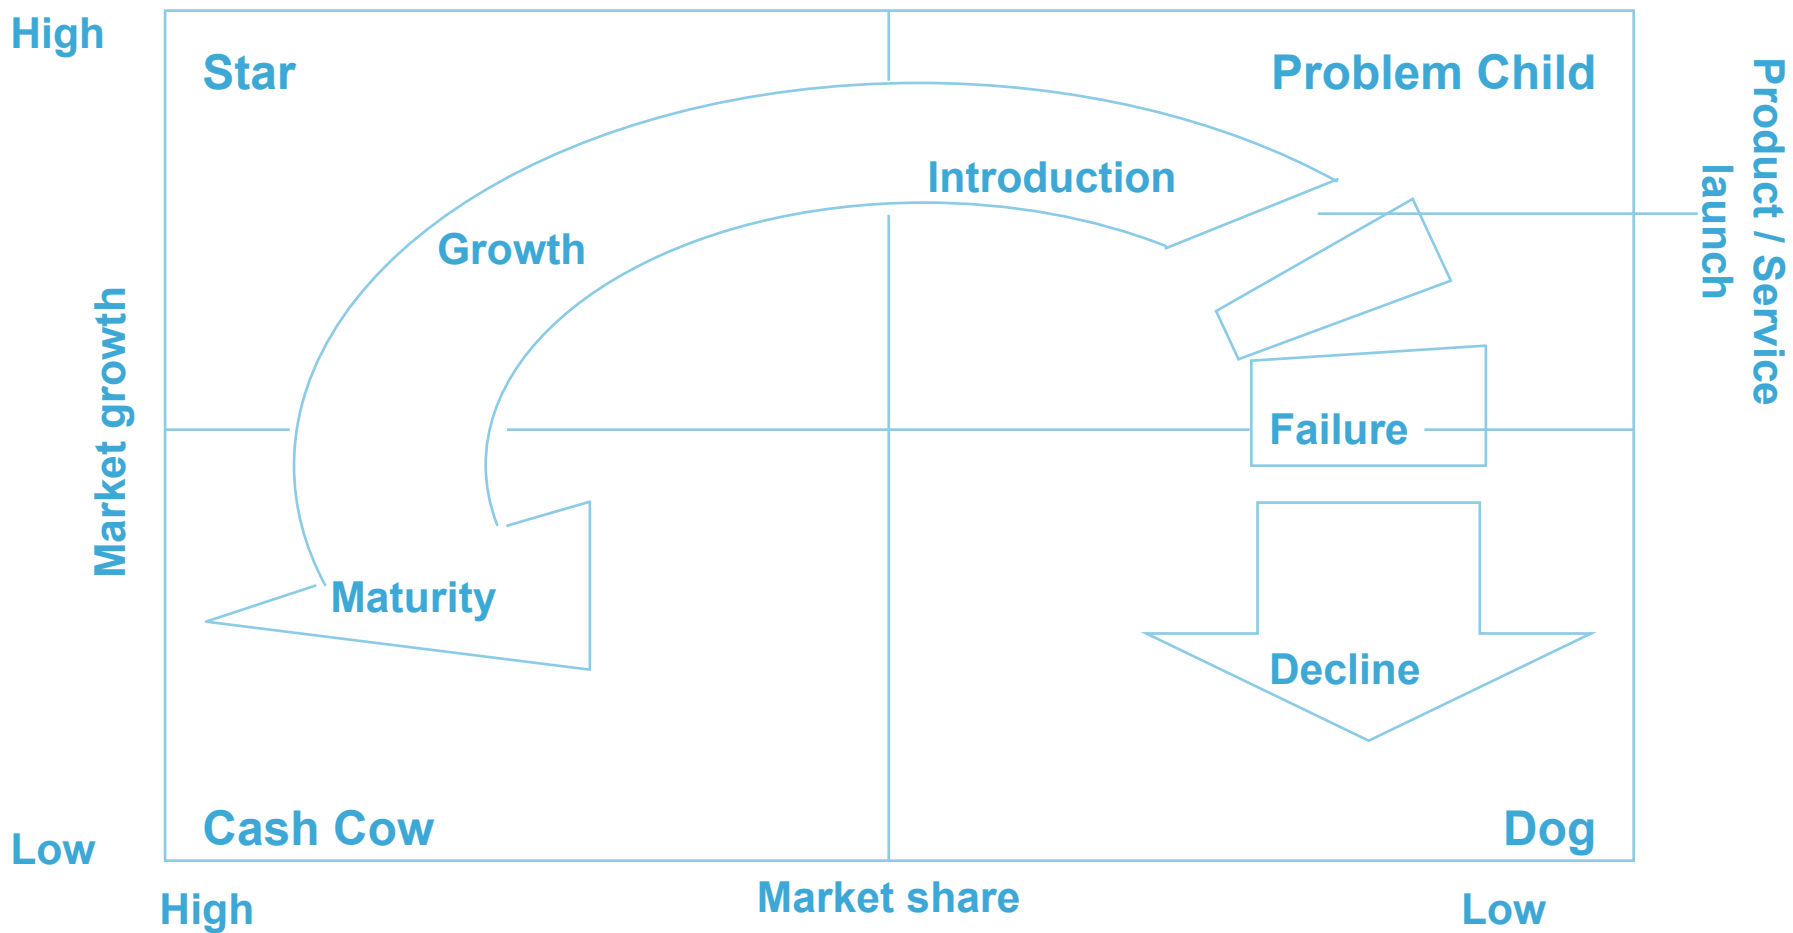 High
Star
Problem Child
Product / Service
launch
Introduction
Growth
Market growth
Failure
Maturity
Decline
Cash Cow
Dog
Low
High
Market share
Low